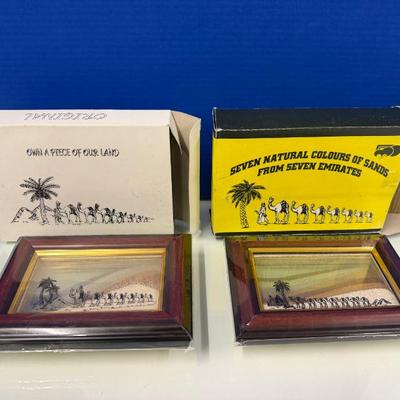 ORIGINAL
OWN A PIECE OF OUR LAND
SEVEN NATURAL COLOURS OF SANDS
FROM SEVEN EMIRATES